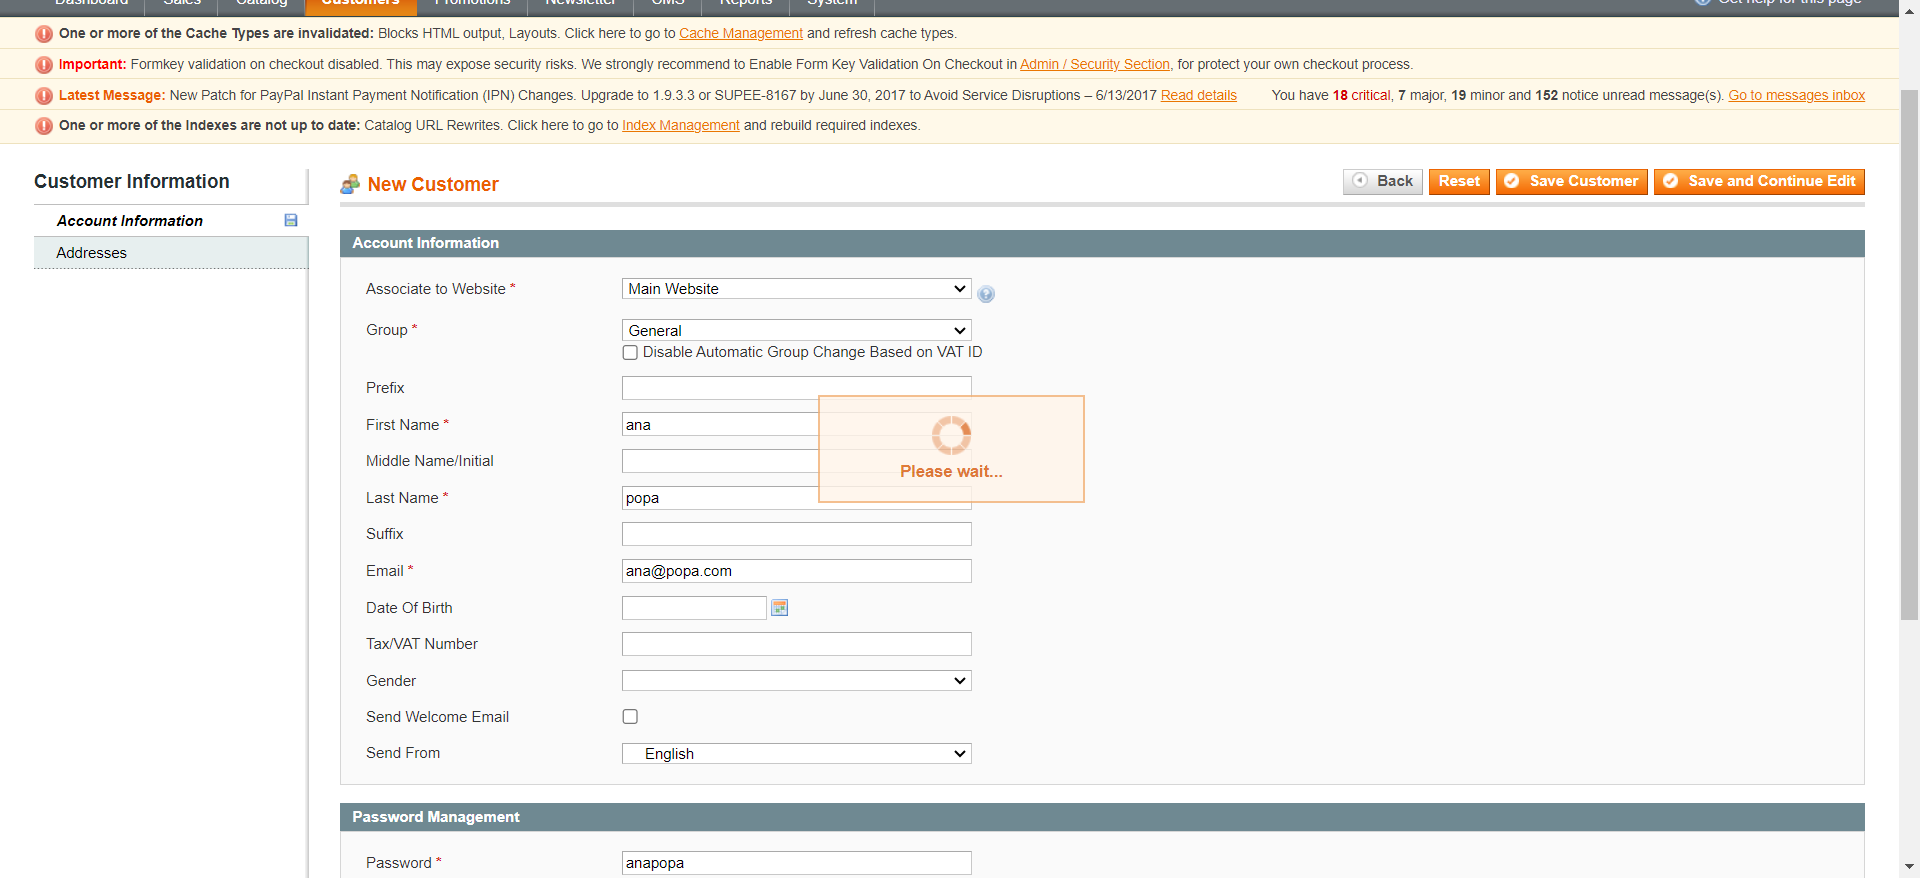 Dashboard Sales Catalog Customers Promotions Newsletter CMS Reports System Get help for this page
One or more of the Cache Types are invalidated: Blocks HTML output, Layouts. Click here to go to Cache Management and refresh cache types.
Important: Formkey validation on checkout disabled. This may expose security risks. We strongly recommend to Enable Form Key Validation On Checkout in Admin / Security Section, for protect your own checkout process.
Latest Message: New Patch for PayPal Instant Payment Notification (IPN) Changes. Upgrade to 1.9.3.3 or SUPEE-8167 by June 30, 2017 to Avoid Service Disruptions – 6/13/2017 Read details You have 18 critical, 7 major, 19 minor and 152 notice unread message(s). Go to messages inbox
One or more of the Indexes are not up to date: Catalog URL Rewrites. Click here to go to Index Management and rebuild required indexes.
Customer Information
Account Information
Addresses
New Customer
Back Reset Save Customer Save and Continue Edit
Account Information
Associate to Website * Main Website
Group * General
Disable Automatic Group Change Based on VAT ID
Prefix
First Name * ana
Middle Name/Initial
Please wait...
Last Name * popa
Suffix
Email * ana@popa.com
Date Of Birth
Tax/VAT Number
Gender
Send Welcome Email
Send From English
Password Management
Password * anapopa